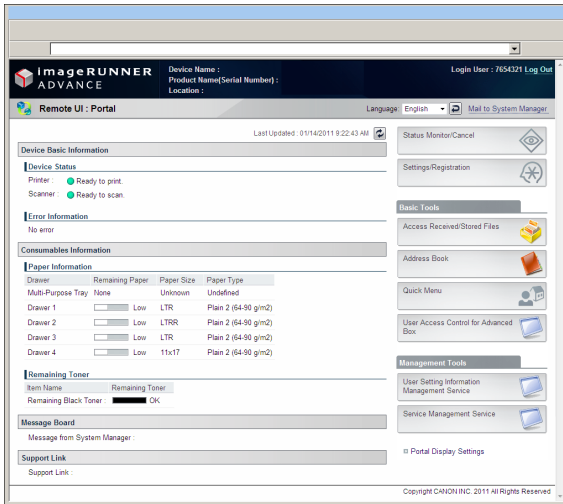 imageRUNNER
ADVANCE
Device Name :
Product Name(Serial Number) :
Location :
Login User : 7654321 Log Out
Remote UI : Portal
Language: English
Mail to System Manager
Last Updated : 01/14/2011 9:22:43 AM
Device Basic Information
Device Status
Printer : Ready to print.
Scanner : Ready to scan.
Error Information
No error
Consumables Information
Paper Information
Drawer Remaining Paper Paper Size Paper Type
Multi-Purpose Tray None Unknown Undefined
Drawer 1 Low LTR Plain 2 (64-90 g/m2)
Drawer 2 Low LTRR Plain 2 (64-90 g/m2)
Drawer 3 Low LTR Plain 2 (64-90 g/m2)
Drawer 4 Low 11x17 Plain 2 (64-90 g/m2)
Remaining Toner
Item Name Remaining Toner
Remaining Black Toner : OK
Message Board
Message from System Manager :
Support Link
Support Link :
Status Monitor/Cancel
Settings/Registration
Basic Tools
Access Received/Stored Files
Address Book
Quick Menu
User Access Control for Advanced
Box
Management Tools
User Setting Information
Management Service
Service Management Service
Portal Display Settings
Copyright CANON INC. 2011 All Rights Reserved